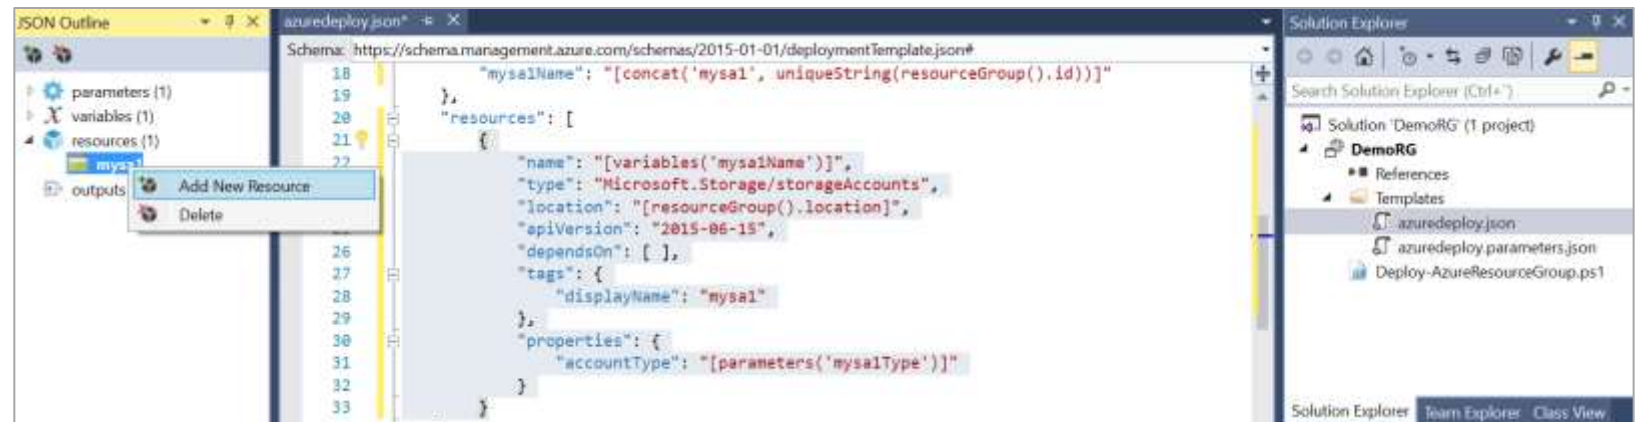 JSON Outline
parameters (1)
variables (1)
resources (1)
mysa1
outputs
Add New Resource
Delete
azuredeploy.json*
Schema: https://schema.management.azure.com/schemas/2015-01-01/deploymentTemplate.json#
18 "mysa1Name": "[concat('mysa1', uniqueString(resourceGroup().id))]"
19 },
20 "resources": [
21 {
22 "name": "[variables('mysa1Name')]",
"type": "Microsoft.Storage/storageAccounts",
"location": "[resourceGroup().location]",
"apiVersion": "2015-06-15",
26 "dependsOn": [ ],
27 "tags": {
28 "displayName": "mysa1"
29 },
30 "properties": {
31 "accountType": "[parameters('mysa1Type')]"
32 }
33 }
Solution Explorer
Search Solution Explorer (Ctrl+¨)
Solution 'DemoRG' (1 project)
DemoRG
References
Templates
azuredeploy.json
azuredeploy.parameters.json
Deploy-AzureResourceGroup.ps1
Solution Explorer Team Explorer Class View